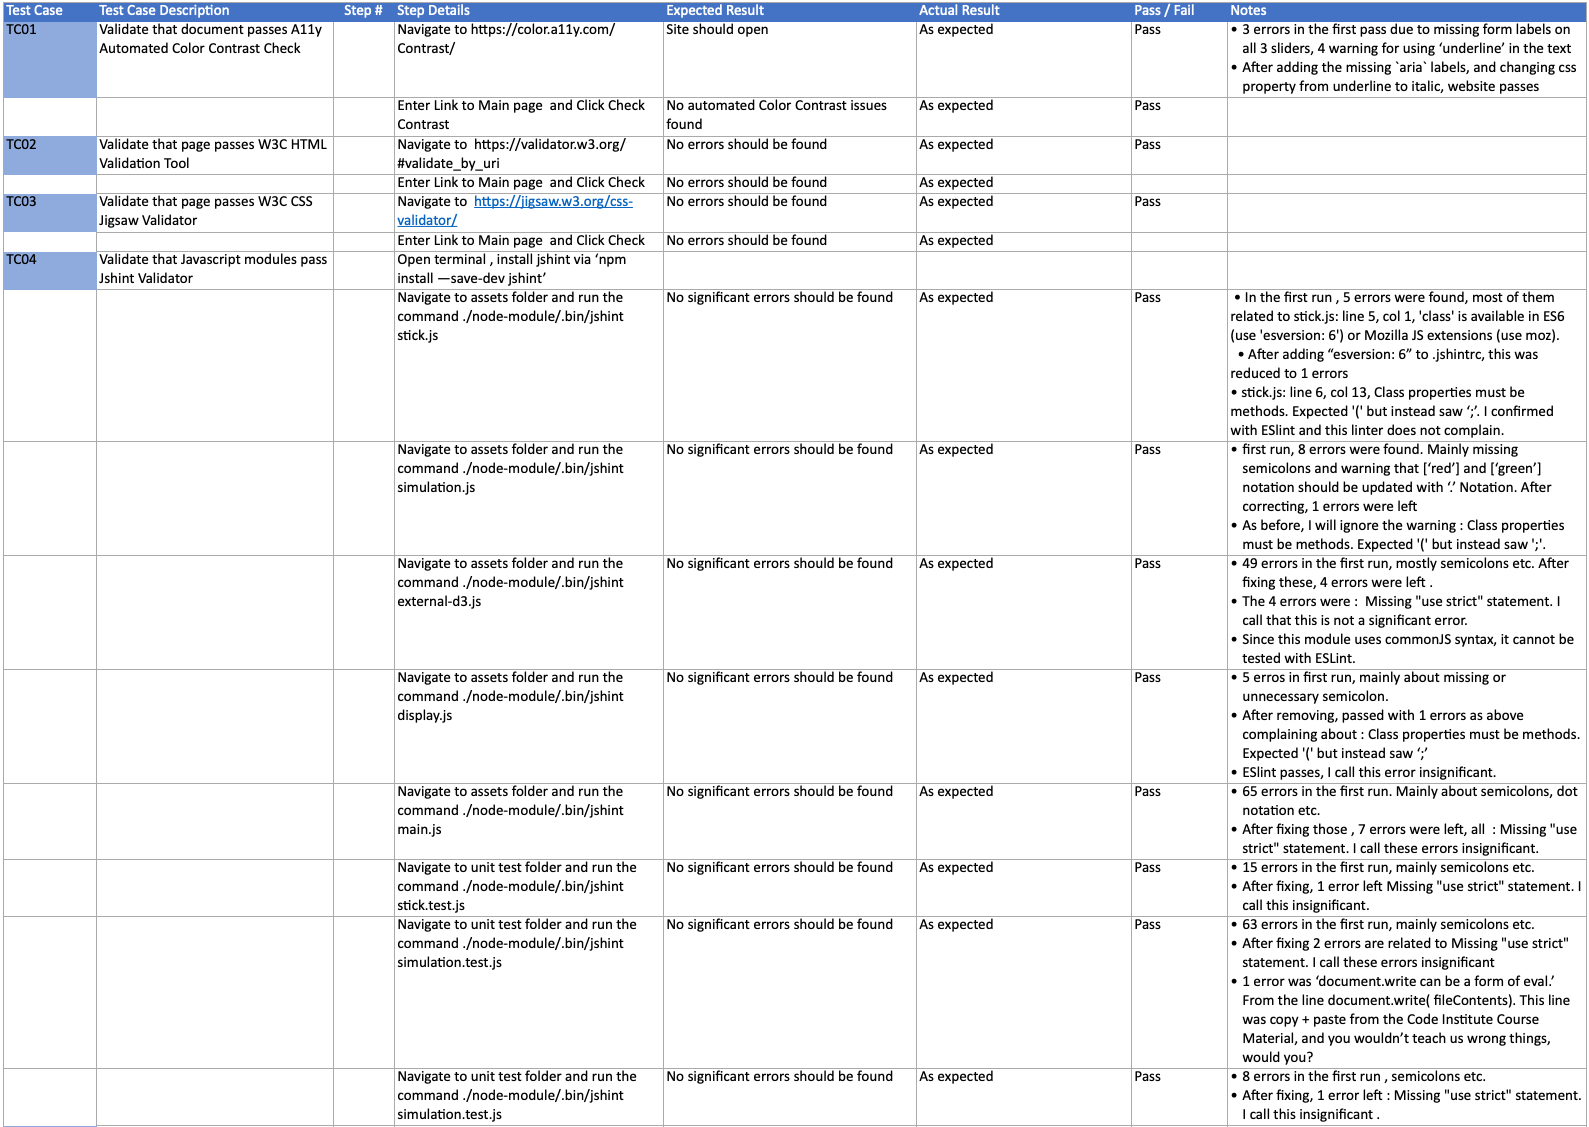 Test Case Test Case Description Step # Step Details Expected Result Actual Result Pass / Fail Notes
TC01
Validate that document passes A11y
Automated Color Contrast Check
Navigate to https://color.a11y.com/
Contrast/
Site should open
As expected
Pass
• 3 errors in the first pass due to missing form labels on
all 3 sliders, 4 warning for using ‘underline’ in the text
• After adding the missing `aria` labels, and changing css
property from underline to italic, website passes
Enter Link to Main page  and Click Check
Contrast
No automated Color Contrast issues
found
As expected
Pass
TC02
Validate that page passes W3C HTML
Validation Tool
Navigate to  https://validator.w3.org/
#validate_by_uri
No errors should be found
As expected
Pass
Enter Link to Main page  and Click Check
No errors should be found
As expected
TC03
Validate that page passes W3C CSS
Jigsaw Validator
Navigate to  https://jigsaw.w3.org/css-
validator/
No errors should be found
As expected
Pass
Enter Link to Main page  and Click Check
No errors should be found
As expected
TC04
Validate that Javascript modules pass
Jshint Validator
Open terminal , install jshint via ‘npm
install —save-dev jshint’
Navigate to assets folder and run the
command ./node-module/.bin/jshint
stick.js
No significant errors should be found
As expected
Pass
• In the first run , 5 errors were found, most of them
related to stick.js: line 5, col 1, 'class' is available in ES6
(use 'esversion: 6') or Mozilla JS extensions (use moz).
• After adding “esversion: 6” to .jshintrc, this was
reduced to 1 errors
• stick.js: line 6, col 13, Class properties must be
methods. Expected '(' but instead saw ‘;’. I confirmed
with ESlint and this linter does not complain.
Navigate to assets folder and run the
command ./node-module/.bin/jshint
simulation.js
No significant errors should be found
As expected
Pass
• first run, 8 errors were found. Mainly missing
semicolons and warning that [‘red’] and [‘green’]
notation should be updated with ‘.’ Notation. After
correcting, 1 errors were left
• As before, I will ignore the warning : Class properties
must be methods. Expected '(' but instead saw ';'.
Navigate to assets folder and run the
command ./node-module/.bin/jshint
external-d3.js
No significant errors should be found
As expected
Pass
• 49 errors in the first run, mostly semicolons etc. After
fixing these, 4 errors were left .
• The 4 errors were :  Missing "use strict" statement. I
call that this is not a significant error.
• Since this module uses commonJS syntax, it cannot be
tested with ESLint.
Navigate to assets folder and run the
command ./node-module/.bin/jshint
display.js
No significant errors should be found
As expected
Pass
• 5 erros in first run, mainly about missing or
unnecessary semicolon.
• After removing, passed with 1 errors as above
complaining about : Class properties must be methods.
Expected '(' but instead saw ‘;’
• ESlint passes, I call this error insignificant.
Navigate to assets folder and run the
command ./node-module/.bin/jshint
main.js
No significant errors should be found
As expected
Pass
• 65 errors in the first run. Mainly about semicolons, dot
notation etc.
• After fixing those , 7 errors were left, all  : Missing "use
strict" statement. I call these errors insignificant.
Navigate to unit test folder and run the
command ./node-module/.bin/jshint
stick.test.js
No significant errors should be found
As expected
Pass
• 15 errors in the first run, mainly semicolons etc.
• After fixing, 1 error left Missing "use strict" statement. I
call this insignificant.
Navigate to unit test folder and run the
command ./node-module/.bin/jshint
simulation.test.js
No significant errors should be found
As expected
Pass
• 63 errors in the first run, mainly semicolons etc.
• After fixing 2 errors are related to Missing "use strict"
statement. I call these errors insignificant
• 1 error was ‘document.write can be a form of eval.’
From the line document.write( fileContents). This line
was copy + paste from the Code Institute Course
Material, and you wouldn’t teach us wrong things,
would you?
Navigate to unit test folder and run the
command ./node-module/.bin/jshint
simulation.test.js
No significant errors should be found
As expected
Pass
• 8 errors in the first run , semicolons etc.
• After fixing, 1 error left : Missing "use strict" statement.
I call this insignificant .